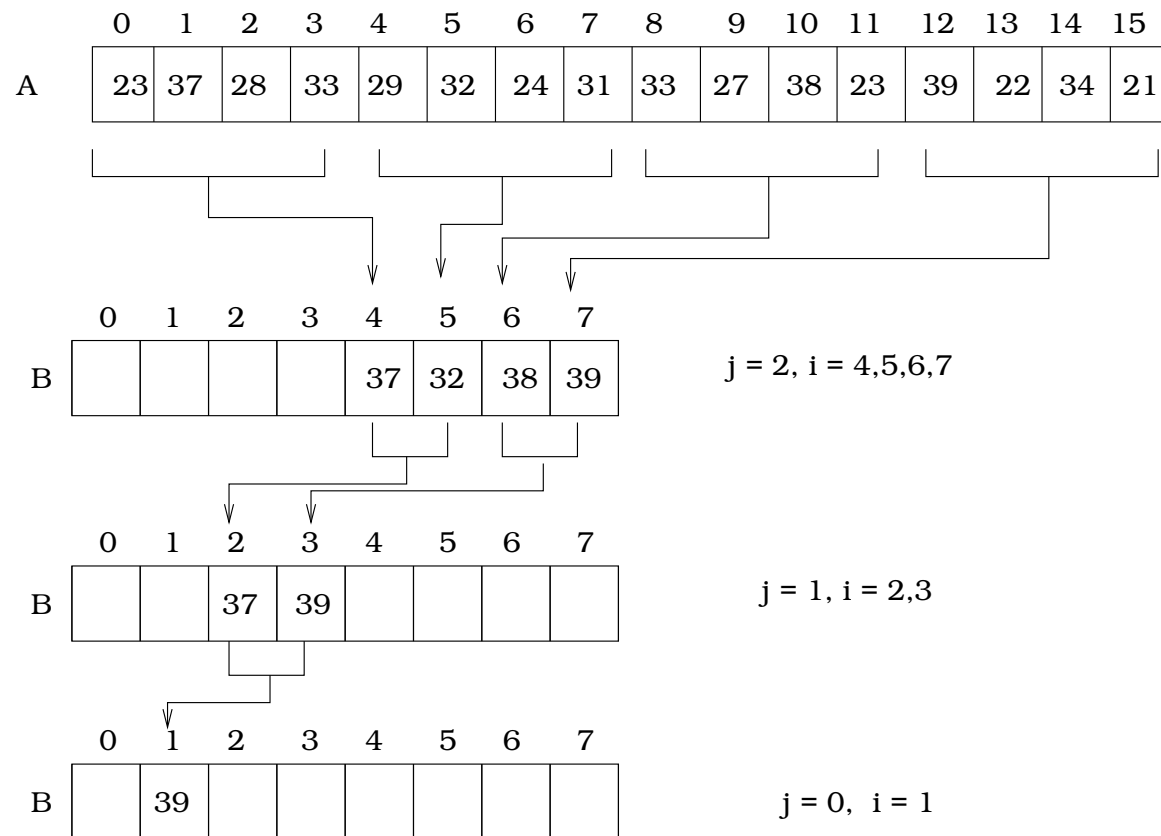 0 1 2 3 4 5 6 7 8 9 10 11 12 13 14 15
A 23 37 28 33 29 32 24 31 33 27 38 23 39 22 34 21
0 1 2 3 4 5 6 7
B 37 32 38 39 j = 2, i = 4,5,6,7
0 1 2 3 4 5 6 7
B 37 39 j = 1, i = 2,3
0 1 2 3 4 5 6 7
B 39 j = 0, i = 1